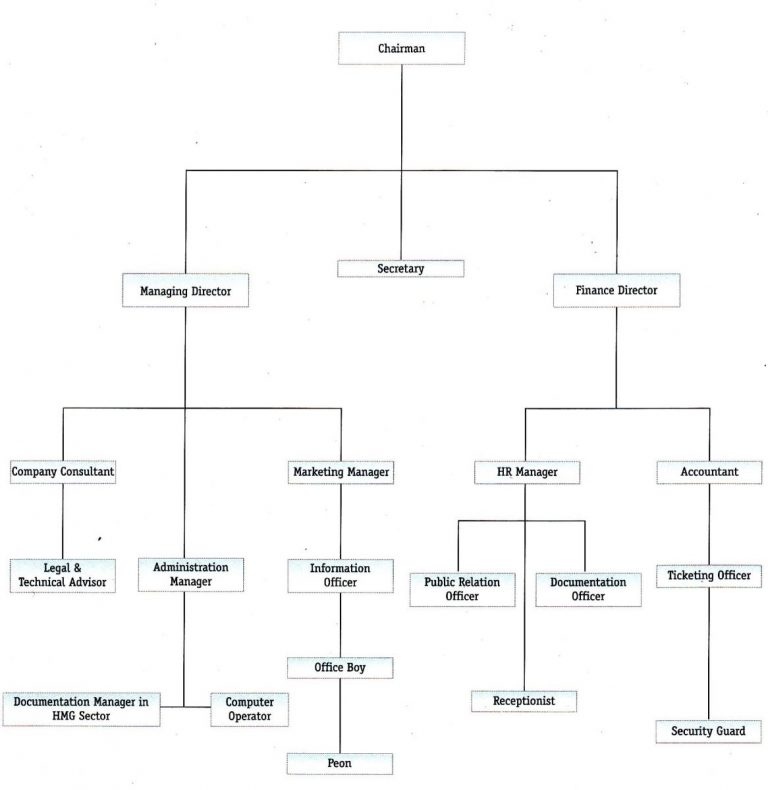 Chairman
Secretary
Managing Director
Finance Director
Company Consultant
Marketing Manager
HR Manager
Accountant
Legal &
Technical Advisor
Administration
Manager
Information
Officer
Public Relation
Officer
Documentation
Officer
Ticketing Officer
Office Boy
Documentation Manager in
HMG Sector
Computer
Operator
Receptionist
Security Guard
Peon